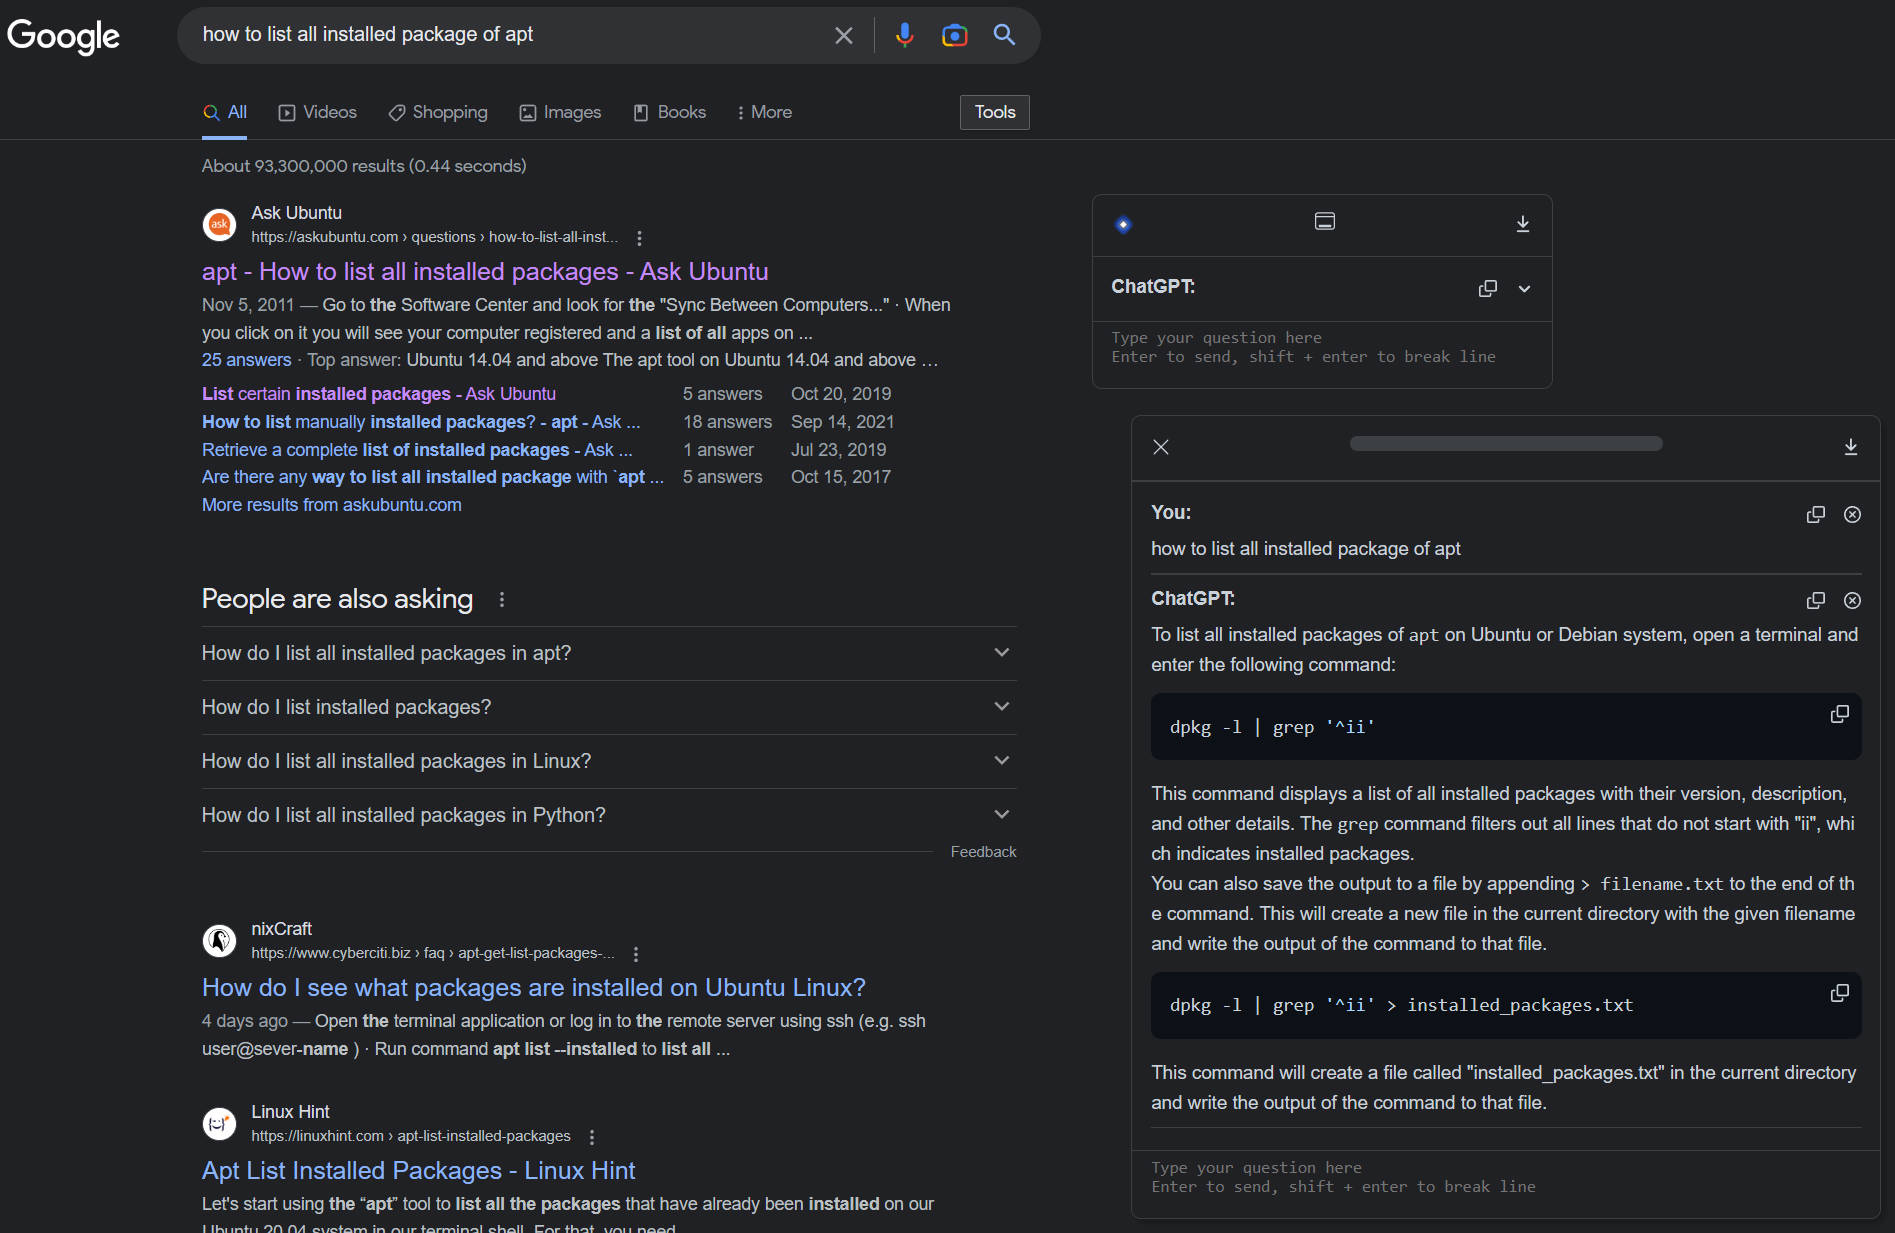 Google
how to list all installed package of apt
All Videos Shopping Images Books More Tools
About 93,300,000 results (0.44 seconds)
ask
Ask Ubuntu
https://askubuntu.com › questions › how-to-list-all-inst...
apt - How to list all installed packages - Ask Ubuntu
Nov 5, 2011 — Go to the Software Center and look for the "Sync Between Computers..." · When
you click on it you will see your computer registered and a list of all apps on ...
25 answers · Top answer: Ubuntu 14.04 and above The apt tool on Ubuntu 14.04 and above …
List certain installed packages - Ask Ubuntu 5 answers Oct 20, 2019
How to list manually installed packages? - apt - Ask ... 18 answers Sep 14, 2021
Retrieve a complete list of installed packages - Ask ... 1 answer Jul 23, 2019
Are there any way to list all installed package with `apt ... 5 answers Oct 15, 2017
More results from askubuntu.com
People are also asking
How do I list all installed packages in apt?
How do I list installed packages?
How do I list all installed packages in Linux?
How do I list all installed packages in Python?
Feedback
nixCraft
https://www.cyberciti.biz › faq › apt-get-list-packages-...
How do I see what packages are installed on Ubuntu Linux?
4 days ago — Open the terminal application or log in to the remote server using ssh (e.g. ssh
user@sever-name ) · Run command apt list --installed to list all ...
Linux Hint
https://linuxhint.com › apt-list-installed-packages
Apt List Installed Packages - Linux Hint
Let's start using the “apt” tool to list all the packages that have already been installed on our
Ubuntu 20.04 system in our terminal shell. For that, you need
ChatGPT:
Type your question here
Enter to send, shift + enter to break line
You:
how to list all installed package of apt
ChatGPT:
To list all installed packages of apt on Ubuntu or Debian system, open a terminal and
enter the following command:
dpkg -l | grep '^ii'
This command displays a list of all installed packages with their version, description,
and other details. The grep command filters out all lines that do not start with "ii", whi
ch indicates installed packages.
You can also save the output to a file by appending > filename.txt to the end of th
e command. This will create a new file in the current directory with the given filename
and write the output of the command to that file.
dpkg -l | grep '^ii' > installed_packages.txt
This command will create a file called "installed_packages.txt" in the current directory
and write the output of the command to that file.
Type your question here
Enter to send, shift + enter to break line